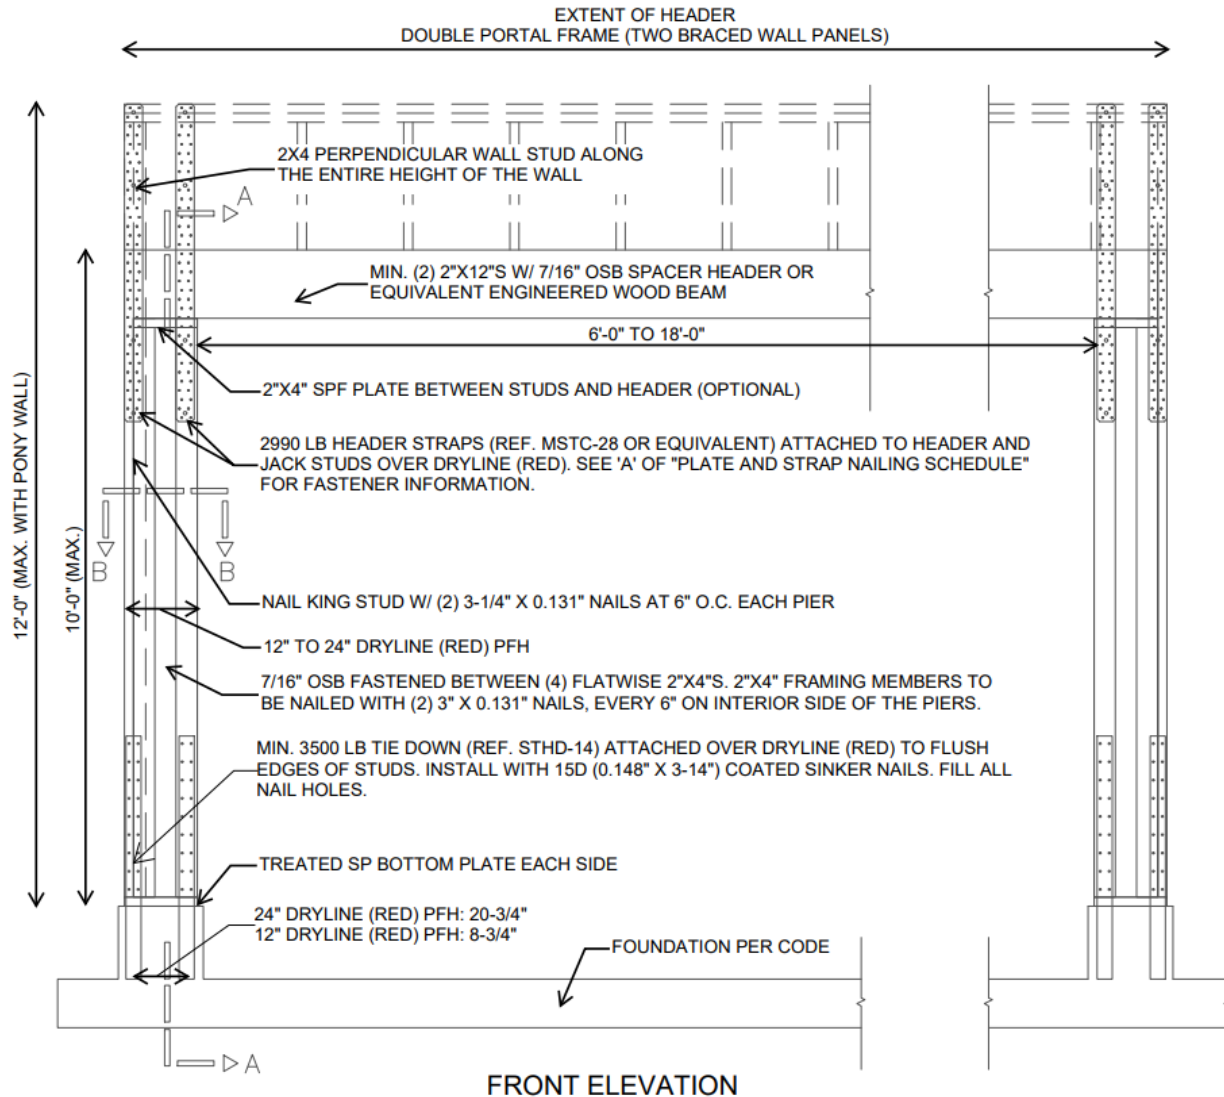 EXTENT OF HEADER
DOUBLE PORTAL FRAME (TWO BRACED WALL PANELS)
2X4 PERPENDICULAR WALL STUD ALONG
THE ENTIRE HEIGHT OF THE WALL
A
MIN. (2) 2"X12"S W/ 7/16" OSB SPACER HEADER OR
EQUIVALENT ENGINEERED WOOD BEAM
6'-0" TO 18'-0"
2"X4" SPF PLATE BETWEEN STUDS AND HEADER (OPTIONAL)
12'-0" (MAX. WITH PONY WALL)
10'-0" (MAX.)
2990 LB HEADER STRAPS (REF. MSTC-28 OR EQUIVALENT) ATTACHED TO HEADER AND
JACK STUDS OVER DRYLINE (RED). SEE 'A' OF "PLATE AND STRAP NAILING SCHEDULE"
FOR FASTENER INFORMATION.
B
B
NAIL KING STUD W/ (2) 3-1/4" X 0.131" NAILS AT 6" O.C. EACH PIER
12" TO 24" DRYLINE (RED) PFH
7/16" OSB FASTENED BETWEEN (4) FLATWISE 2"X4"S. 2"X4" FRAMING MEMBERS TO
BE NAILED WITH (2) 3" X 0.131" NAILS, EVERY 6" ON INTERIOR SIDE OF THE PIERS.
MIN. 3500 LB TIE DOWN (REF. STHD-14) ATTACHED OVER DRYLINE (RED) TO FLUSH
EDGES OF STUDS. INSTALL WITH 15D (0.148" X 3-14") COATED SINKER NAILS. FILL ALL
NAIL HOLES.
TREATED SP BOTTOM PLATE EACH SIDE
24" DRYLINE (RED) PFH: 20-3/4"
12" DRYLINE (RED) PFH: 8-3/4"
FOUNDATION PER CODE
A
FRONT ELEVATION